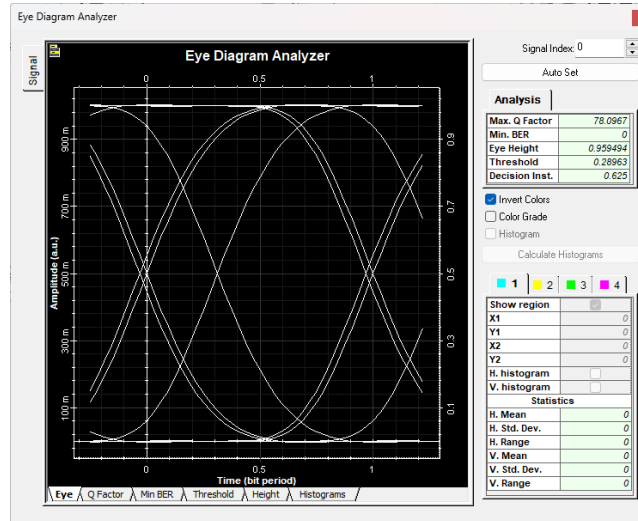 Eye Diagram Analyzer
Signal Index: 0
Auto Set
Signal
Eye Diagram Analyzer
0 0.5 1
Amplitude (a.u.)
900 m
700 m
500 m
300 m
100 m
0.9
0.7
0.5
0.3
0.1
0 0.5 1
Time (bit period)
Eye Q Factor Min BER Threshold Height Histograms
Analysis
Max. Q Factor 78.0967
Min. BER 0
Eye Height 0.959494
Threshold 0.28963
Decision Inst. 0.625
Invert Colors
Color Grade
Histogram
Calculate Histograms
1 2 3 4
Show region
X1 0
Y1 0
X2 0
Y2 0
H. histogram
V. histogram
Statistics
H. Mean 0
H. Std. Dev. 0
H. Range 0
V. Mean 0
V. Std. Dev. 0
V. Range 0